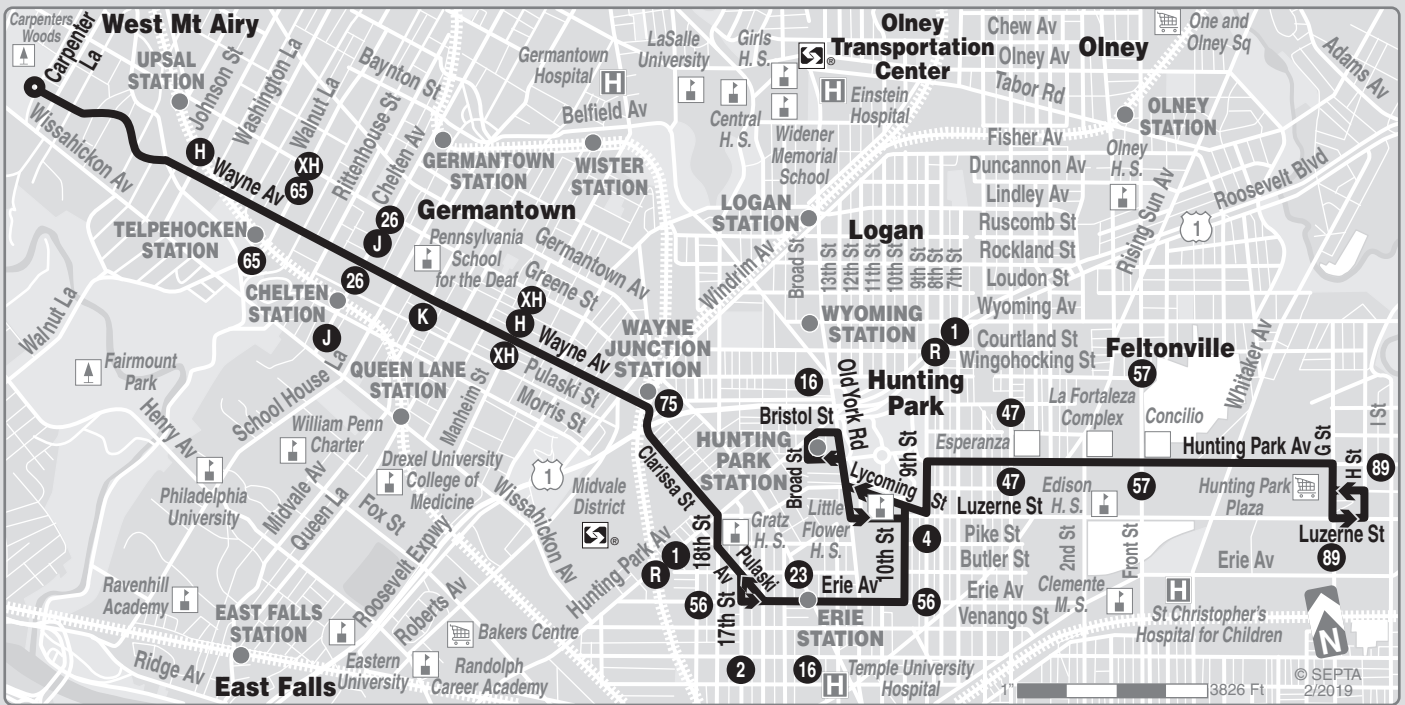 Carpenters
Woods
Carpenter
La
West Mt Airy
UPSAL
STATION
Johnson St
Washington La
Walnut La
Baynton St
Rittenhouse St
Chelten Av
Germantown
Hospital
H
Belfield Av
LaSalle
University
Girls
H. S.
Central
H. S.
S
®
Widener
Memorial
School
Olney
Transportation
Center
H
Einstein
Hospital
Chew Av
Olney Av
Tabor Rd
Olney
One and
Olney Sq
Adams Av
OLNEY
STATION
Olney
H. S.
Fisher Av
Duncannon Av
Lindley Av
Ruscomb St
Rockland St
Loudon St
Wyoming Av
Roosevelt Blvd
1
Rising Sun Av
Wissahickon Av
H
Wayne Av
XH
65
26
J
GERMANTOWN
STATION
WISTER
STATION
LOGAN
STATION
Logan
Germantown
TELPEHOCKEN
STATION
65
Pennsylvania
School
for the Deaf
Germantown Av
Greene St
Windrim Av
Broad St
13th St
12th St
11th St
10th St
9th St
8th St
7th St
26
CHELTEN
STATION
J
K
XH
H
Wayne Av
XH
WAYNE
JUNCTION
STATION
75
WYOMING
STATION
1
R
Courtland St
Wingohocking St
Feltonville
57
Whitaker Av
Walnut La
Fairmount
Park
Henry Av
School House La
QUEEN LANE
STATION
Manheim St
Pulaski St
Morris St
16
Old York Rd
Hunting
Park
47
La Fortaleza
Complex
Concilio
Esperanza
Bristol St
HUNTING
PARK
STATION
Broad St
Lycoming
St
9th St
Hunting Park Av
G St
H St
I St
89
William Penn
Charter
Midvale Av
Queen La
Fox St
Philadelphia
University
Drexel University
College of
Medicine
1
Wissahickon Av
Midvale
District
S
®
Clarissa St
Little
Flower
H. S.
47
Luzerne St
Edison
H. S.
57
Hunting Park
Plaza
Luzerne St
89
Gratz
H. S.
18th St
Pulaski
Av
10th St
4
Pike St
Butler St
2nd St
Front St
Erie Av
Hunting Park Av
1
R
23
Erie Av
56
Erie Av
Venango St
Clemente
M. S.
H
St Christopher's
Hospital for Children
N
56
17th St
ERIE
STATION
Ravenhill
Academy
EAST FALLS
STATION
Roosevelt Expwy
Roberts Av
Bakers Centre
Ridge Av
East Falls
Eastern
University
Randolph
Career Academy
2
16
H
Temple University
Hospital
1"
3826 Ft
© SEPTA
2/2019